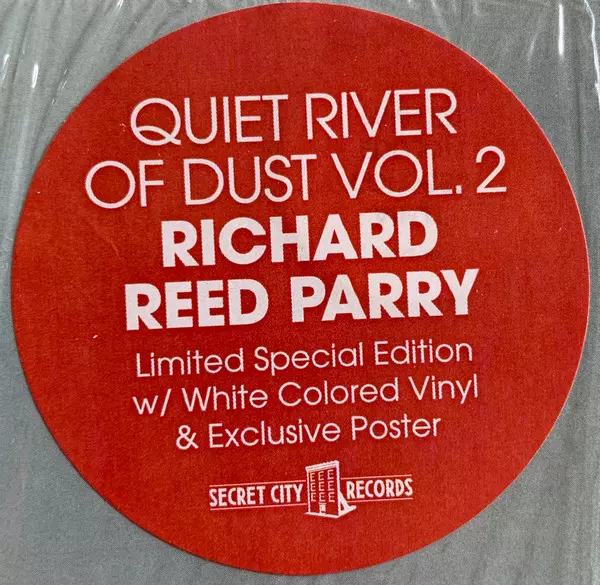 QUIET RIVER
OF DUST VOL. 2
RICHARD
REED PARRY
Limited Special Edition
w/ White Colored Vinyl
& Exclusive Poster
SECRET CITY RECORDS